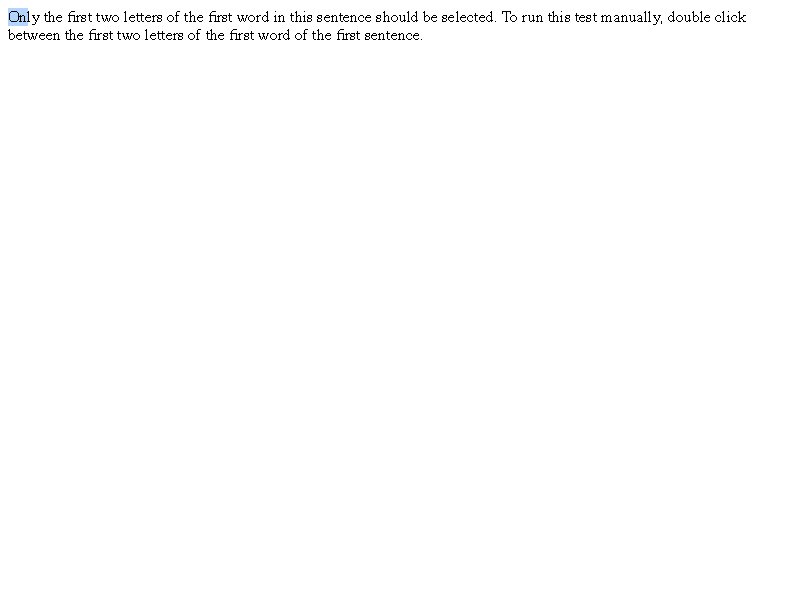 Only the first two letters of the first word in this sentence should be selected. To run this test manually, double click
between the first two letters of the first word of the first sentence.